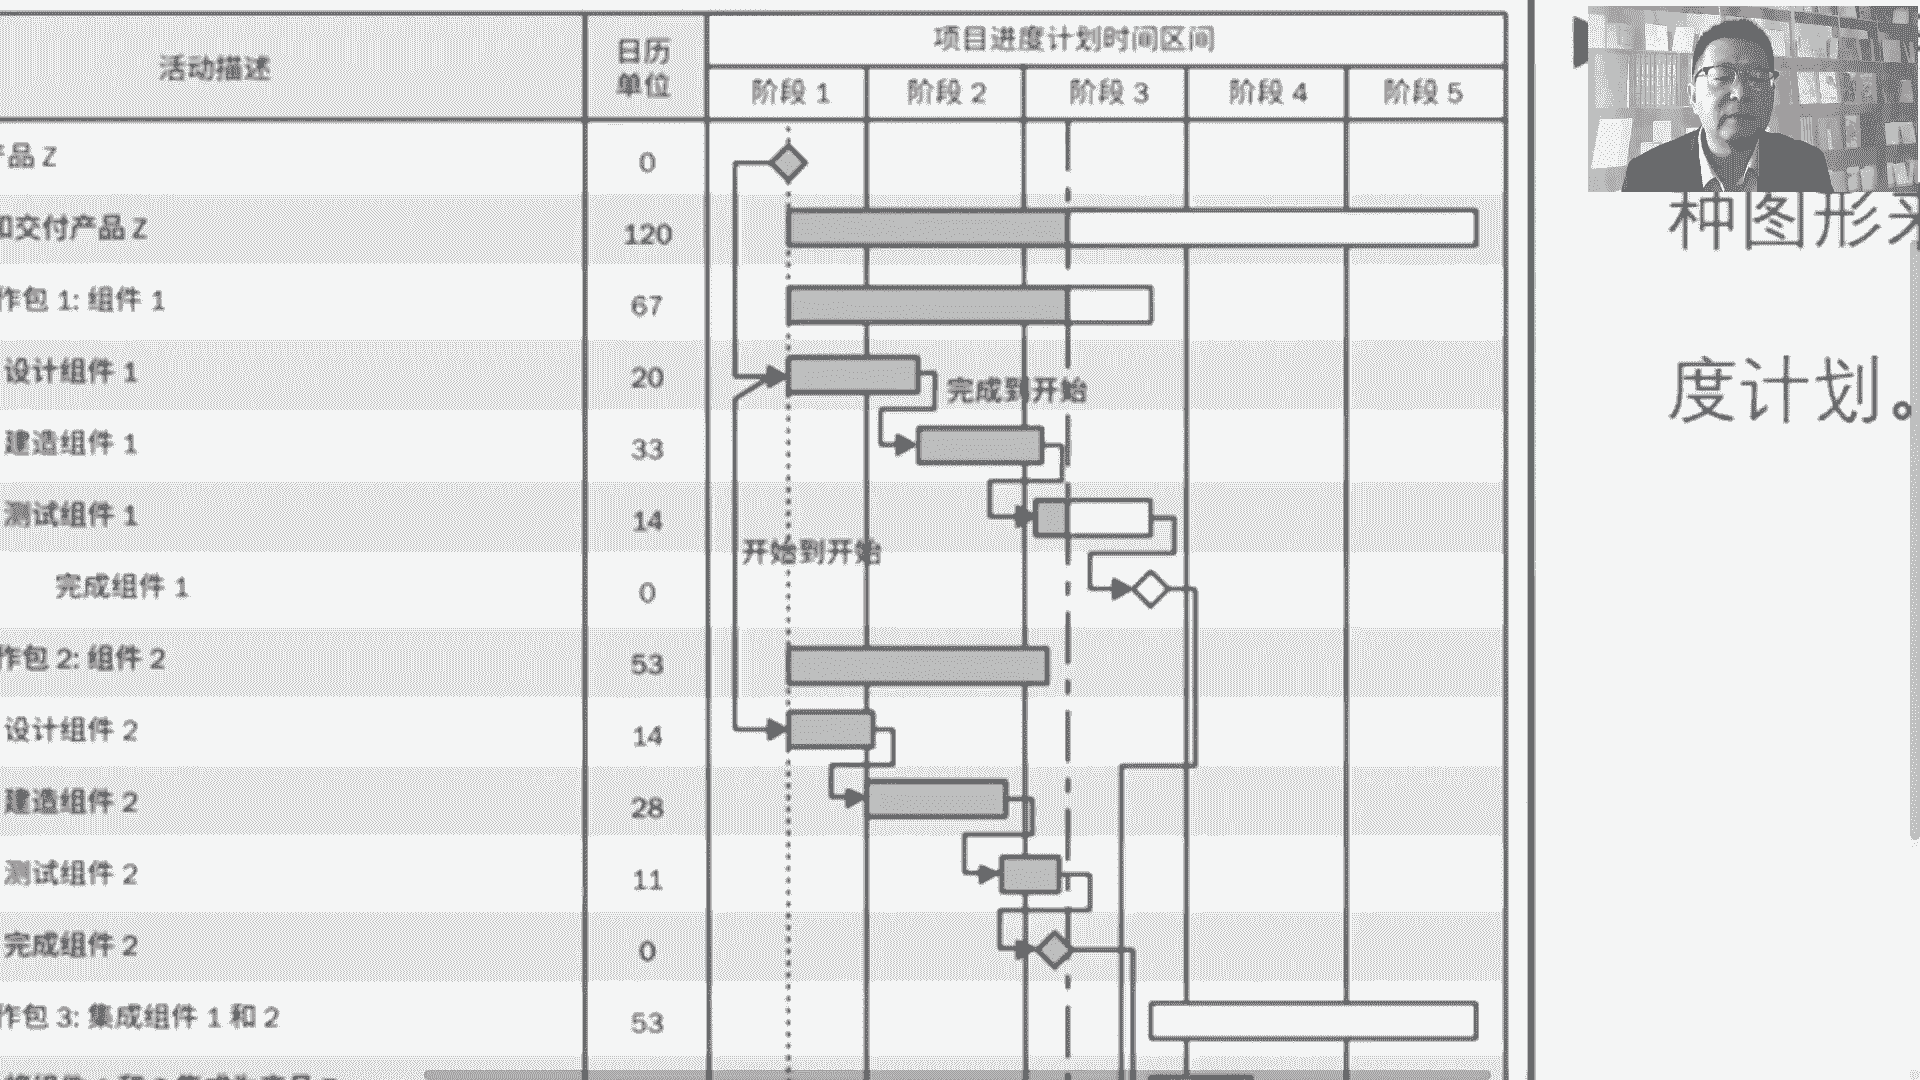 活动描述
日历
单位
项目进度计划时间区间
阶段 1
阶段 2
阶段 3
阶段 4
阶段 5
品 Z
0
交付产品 Z
120
作包 1: 组件 1
67
设计组件 1
20
完成到开始
建造组件 1
33
测试组件 1
14
开始到开始
完成组件 1
0
作包 2: 组件 2
53
设计组件 2
14
建造组件 2
28
测试组件 2
11
完成组件 2
0
作包 3: 集成组件 1 和 2
53
种图形来
度计划。